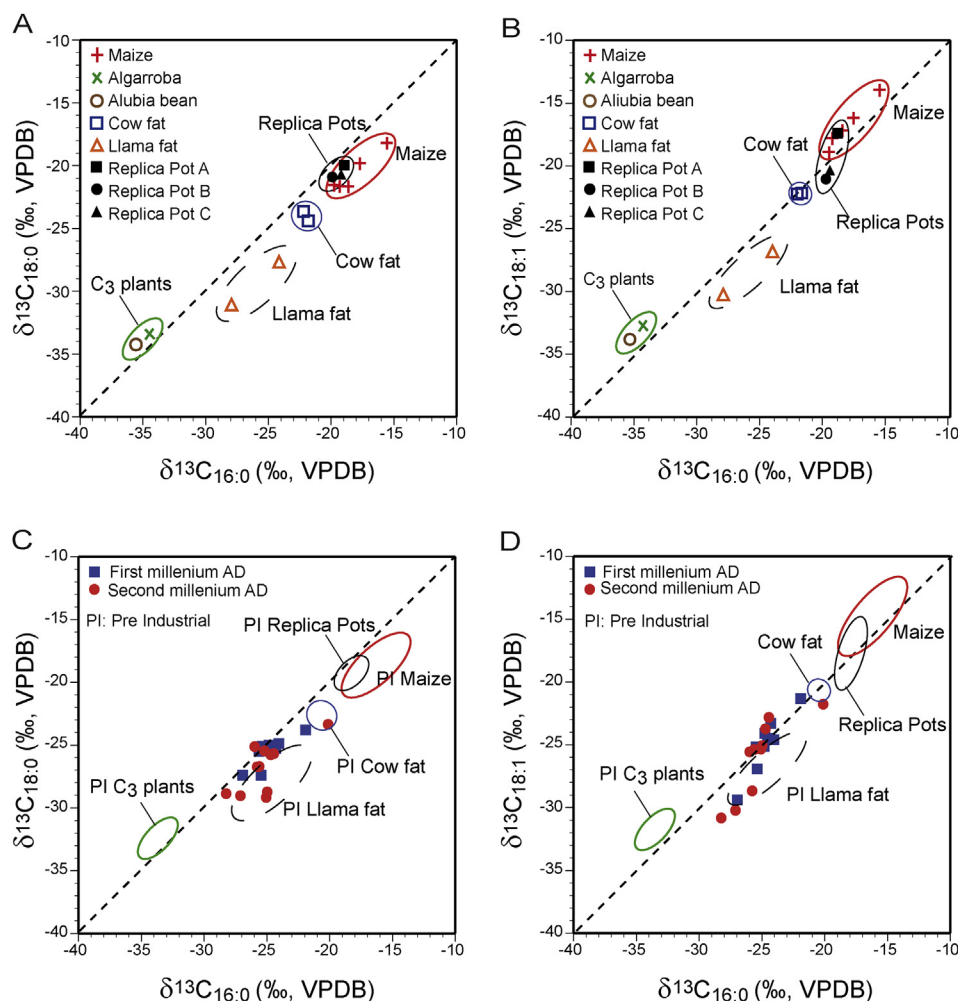 A
-10
-15
-20
-25
-30
-35
-40
δ13C18:0 (‰, VPDB)
Maize
Algarroba
Alubia bean
Cow fat
Llama fat
Replica Pot A
Replica Pot B
Replica Pot C
Replica Pots
Maize
Cow fat
C3 plants
Llama fat
-40 -35 -30 -25 -20 -15 -10
δ13C16:0 (‰, VPDB)
B
-10
-15
-20
-25
-30
-35
-40
δ13C18:1 (‰, VPDB)
Maize
Algarroba
Aliubia bean
Cow fat
Llama fat
Replica Pot A
Replica Pot B
Replica Pot C
Maize
Cow fat
Replica Pots
C3 plants
Llama fat
-40 -35 -30 -25 -20 -15 -10
δ13C16:0 (‰, VPDB)
C
-10
-15
-20
-25
-30
-35
-40
δ13C18:0 (‰, VPDB)
First millenium AD
Second millenium AD
PI: Pre Industrial
PI Replica Pots
PI Maize
PI Cow fat
PI C3 plants
PI Llama fat
-40 -35 -30 -25 -20 -15 -10
δ13C16:0 (‰, VPDB)
D
-10
-15
-20
-25
-30
-35
-40
δ13C18:1 (‰, VPDB)
First millenium AD
Second millenium AD
PI: Pre Industrial
Cow fat
Maize
Replica Pots
PI C3 plants
PI Llama fat
-40 -35 -30 -25 -20 -15 -10
δ13C16:0 (‰, VPDB)